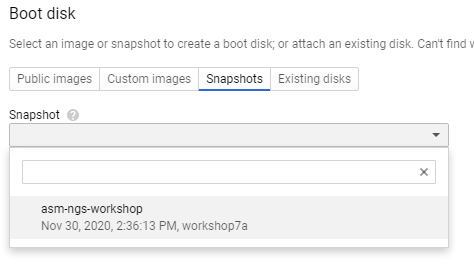 Boot disk
Select an image or snapshot to create a boot disk; or attach an existing disk. Can't find
Public images
Custom images
Snapshots
Existing disks
Snapshot
asm-ngs-workshop
Nov 30, 2020, 2:36:13 PM, workshop7a